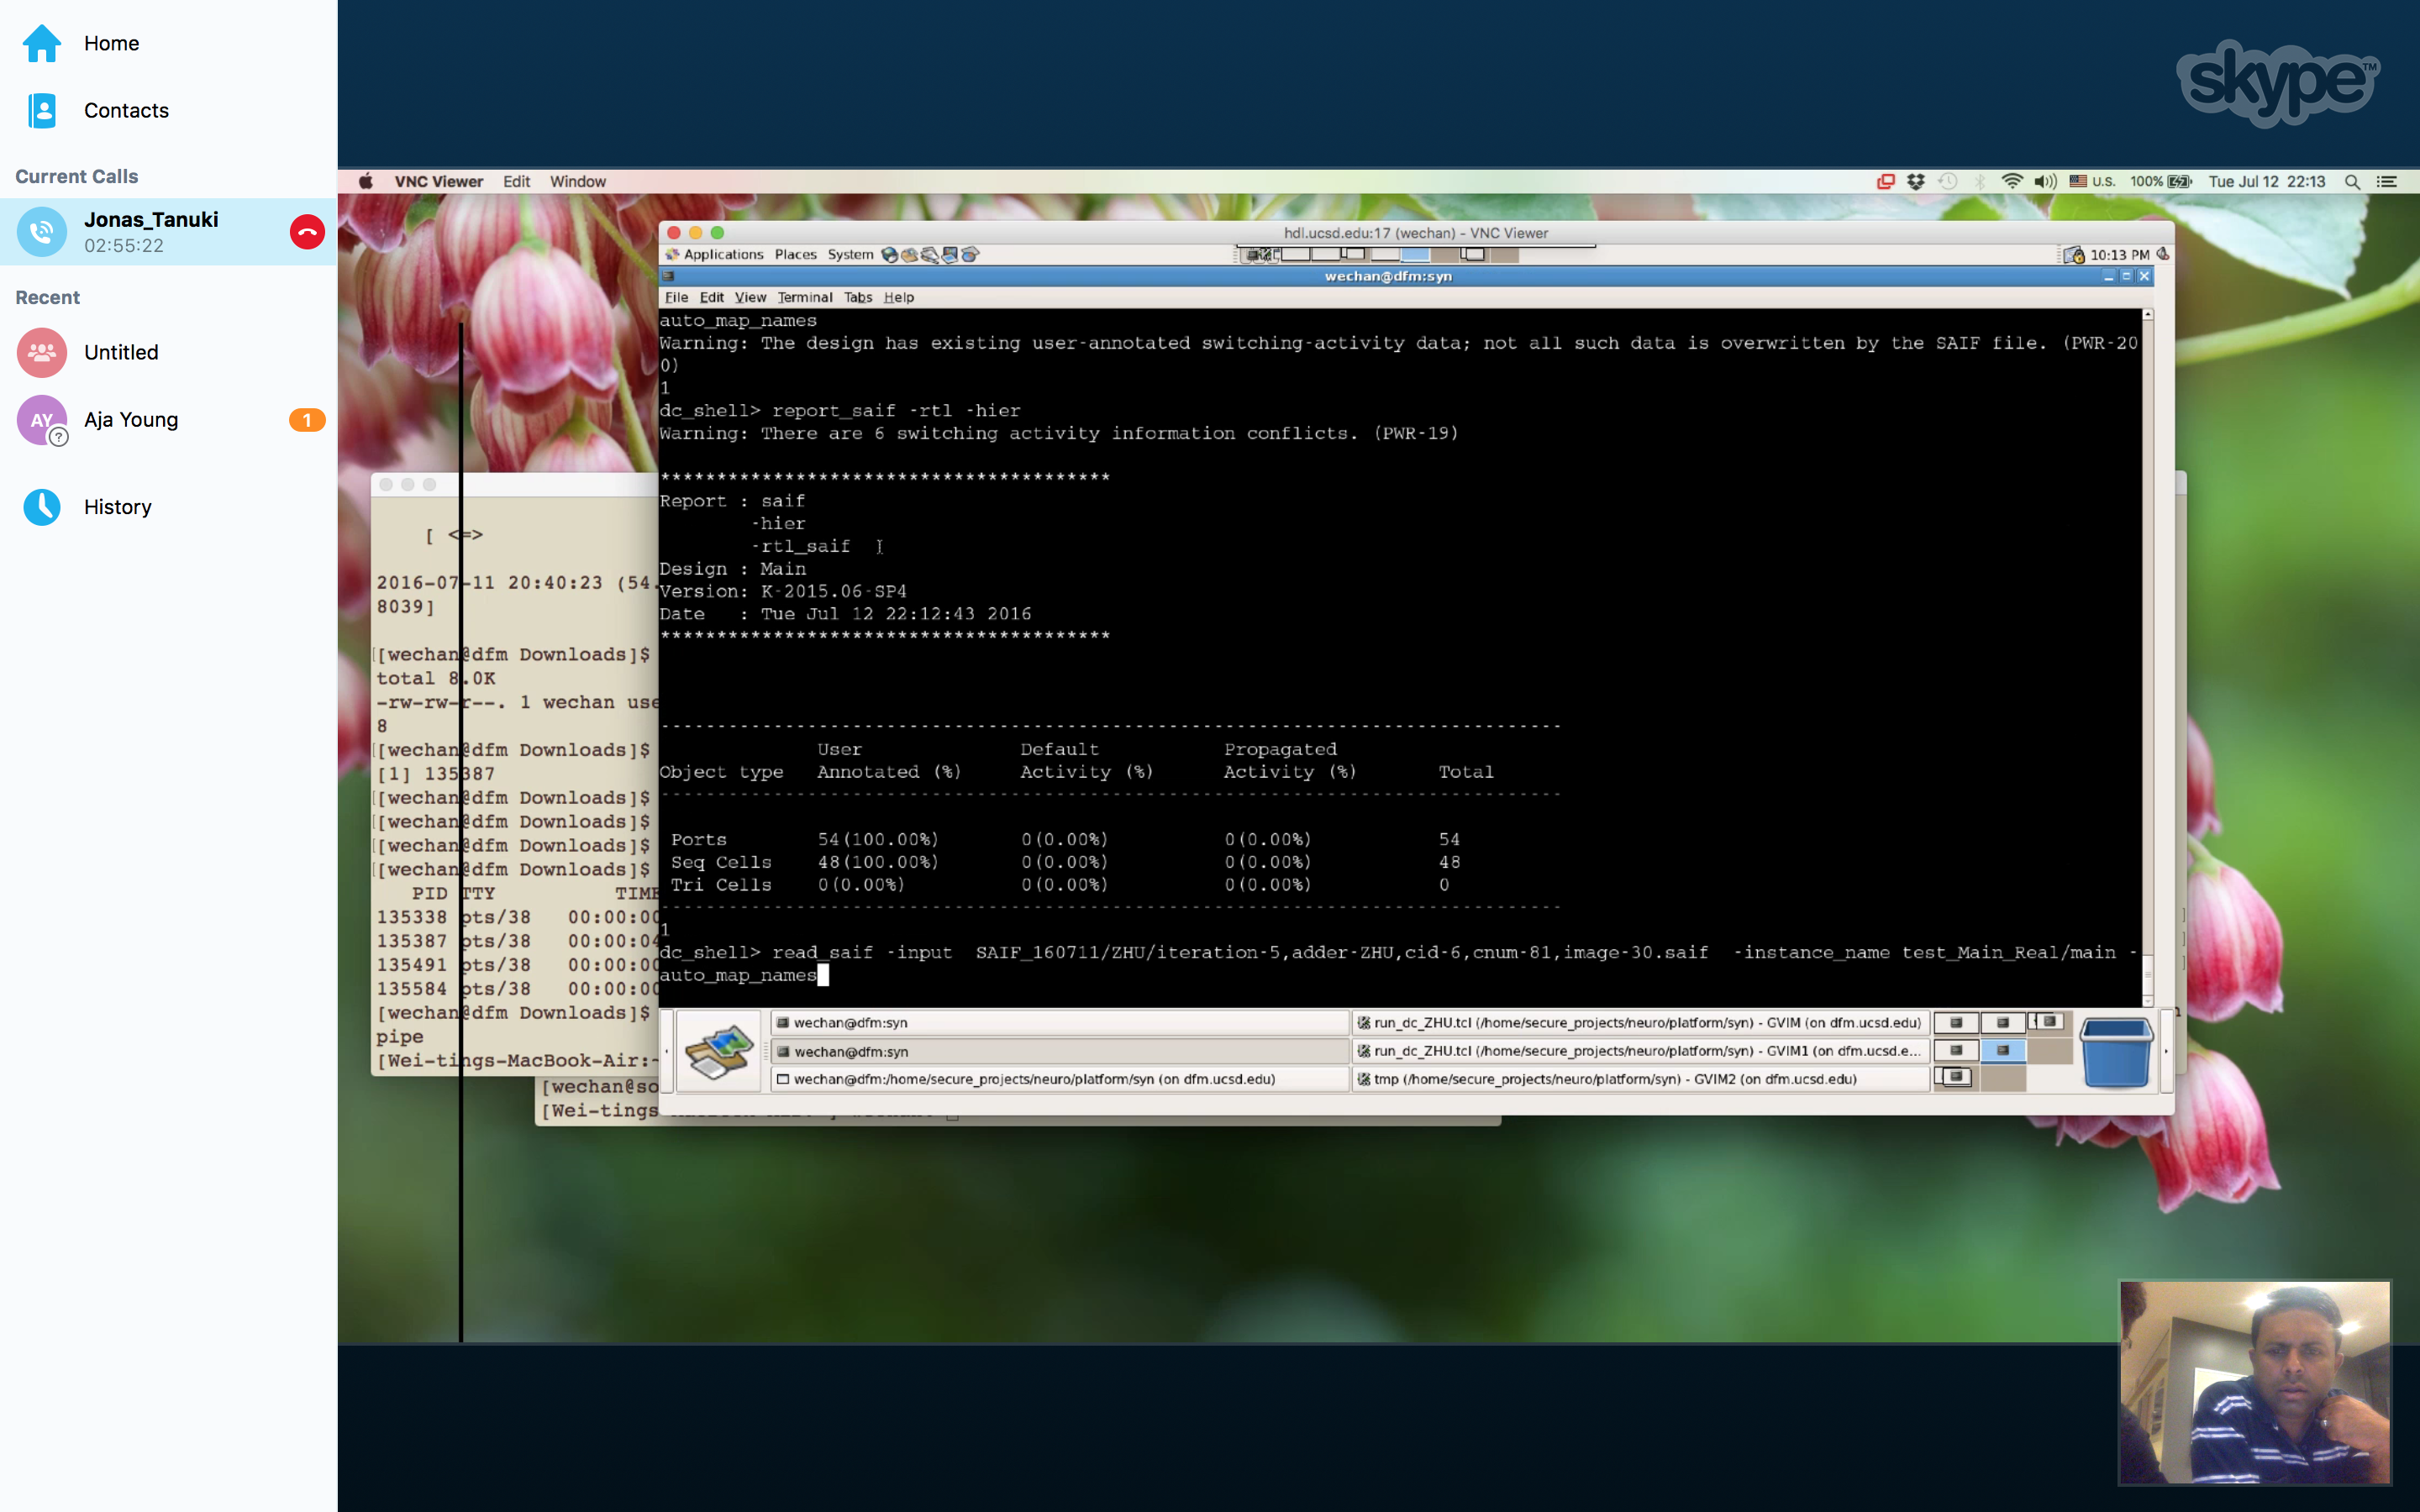 Home
Contacts
Current Calls
Jonas_Tanuki
02:55:22
Recent
Untitled
AY
?
Aja Young
1
History
skype™
VNC Viewer Edit Window
U.S. 100% Tue Jul 12 22:13
hdl.ucsd.edu:17 (wechan) - VNC Viewer
Applications Places System
10:13 PM
wechan@dfm:syn
File Edit View Terminal Tabs Help
auto_map_names
Warning: The design has existing user-annotated switching-activity data; not all such data is overwritten by the SAIF file. (PWR-20
0)
1
dc_shell> report_saif -rtl -hier
Warning: There are 6 switching activity information conflicts. (PWR-19)
****************************************
Report : saif
-hier
-rtl_saif
Design : Main
Version: K-2015.06-SP4
Date : Tue Jul 12 22:12:43 2016
****************************************
--------------------------------------------------------------------------------
User Default Propagated
Object type Annotated (%) Activity (%) Activity (%) Total
--------------------------------------------------------------------------------
Ports 54(100.00%) 0(0.00%) 0(0.00%) 54
Seq Cells 48(100.00%) 0(0.00%) 0(0.00%) 48
Tri Cells 0(0.00%) 0(0.00%) 0(0.00%) 0
--------------------------------------------------------------------------------
1
dc_shell> read_saif -input SAIF_160711/ZHU/iteration-5,adder-ZHU,cid-6,cnum-81,image-30.saif -instance_name test_Main_Real/main -
auto_map_names
[ <=>
2016-07-11 20:40:23 (54.
8039]
[[wechan@dfm Downloads]$
total 8.0K
-rw-rw-r--. 1 wechan use
8
[[wechan@dfm Downloads]$
[1] 135387
[[wechan@dfm Downloads]$
[[wechan@dfm Downloads]$
[[wechan@dfm Downloads]$
[[wechan@dfm Downloads]$
PID TTY TIME
135338 pts/38 00:00:00
135387 pts/38 00:00:04
135491 pts/38 00:00:00
135584 pts/38 00:00:00
[wechan@dfm Downloads]$
pipe
[Wei-tings-MacBook-Air:~
[wechan@so
[Wei-tings
wechan@dfm:syn
run_dc_ZHU.tcl (/home/secure_projects/neuro/platform/syn) - GVIM (on dfm.ucsd.edu)
wechan@dfm:syn
run_dc_ZHU.tcl (/home/secure_projects/neuro/platform/syn) - GVIM1 (on dfm.ucsd.e...
wechan@dfm:/home/secure_projects/neuro/platform/syn (on dfm.ucsd.edu)
tmp (/home/secure_projects/neuro/platform/syn) - GVIM2 (on dfm.ucsd.edu)